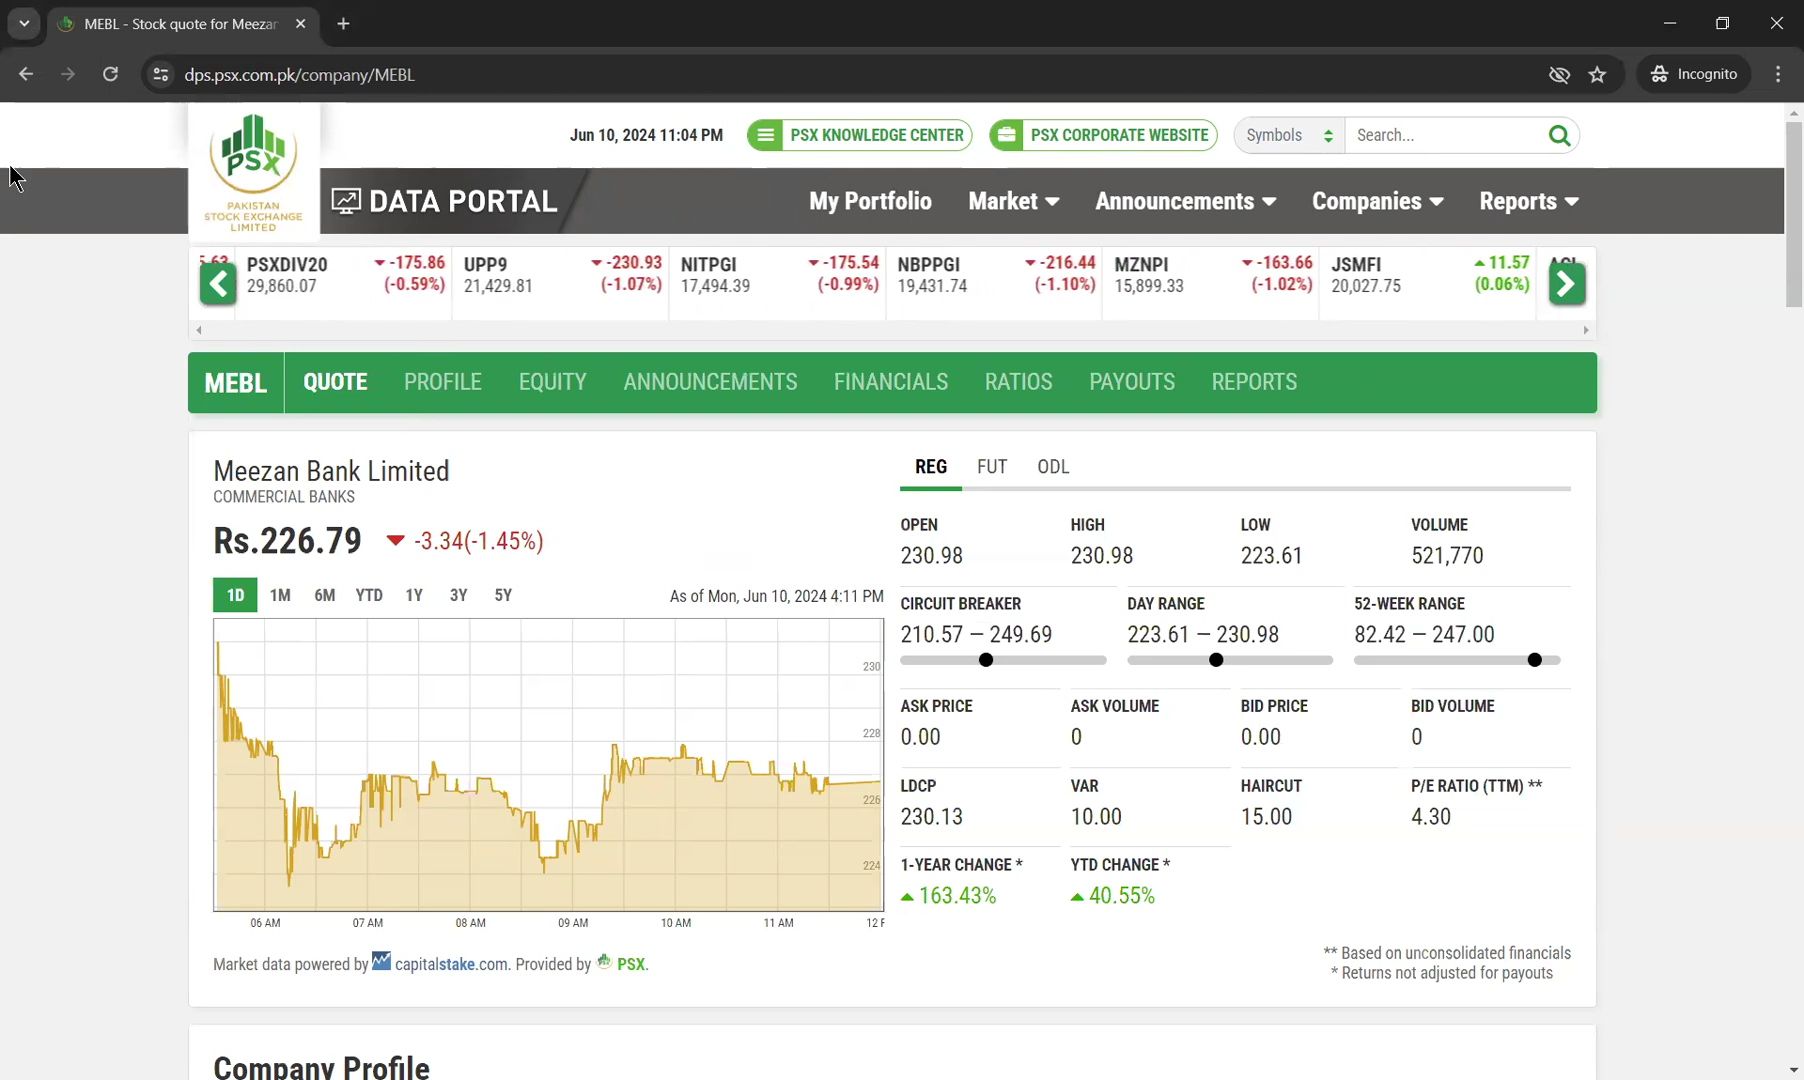 MEBL - Stock quote for Meezan
dps.psx.com.pk/company/MEBL
Incognito
PSX
PAKISTAN
STOCK EXCHANGE
LIMITED
Jun 10, 2024 11:04 PM
PSX KNOWLEDGE CENTER
PSX CORPORATE WEBSITE
Symbols
Search...
DATA PORTAL
My Portfolio
Market
Announcements
Companies
Reports
PSXDIV20 -175.86
29,860.07 (-0.59%)
UPP9 -230.93
21,429.81 (-1.07%)
NITPGI -175.54
17,494.39 (-0.99%)
NBPPGI -216.44
19,431.74 (-1.10%)
MZNPI -163.66
15,899.33 (-1.02%)
JSMFI 11.57
20,027.75 (0.06%)
MEBL QUOTE PROFILE EQUITY ANNOUNCEMENTS FINANCIALS RATIOS PAYOUTS REPORTS
Meezan Bank Limited
COMMERCIAL BANKS
Rs.226.79 -3.34(-1.45%)
1D 1M 6M YTD 1Y 3Y 5Y
As of Mon, Jun 10, 2024 4:11 PM
230
228
226
224
06 AM 07 AM 08 AM 09 AM 10 AM 11 AM 12 P
Market data powered by capitalstake.com. Provided by PSX.
REG FUT ODL
OPEN HIGH LOW VOLUME
230.98 230.98 223.61 521,770
CIRCUIT BREAKER DAY RANGE 52-WEEK RANGE
210.57 — 249.69 223.61 — 230.98 82.42 — 247.00
ASK PRICE ASK VOLUME BID PRICE BID VOLUME
0.00 0 0.00 0
LDCP VAR HAIRCUT P/E RATIO (TTM) **
230.13 10.00 15.00 4.30
1-YEAR CHANGE * YTD CHANGE *
163.43% 40.55%
** Based on unconsolidated financials
* Returns not adjusted for payouts
Company Profile